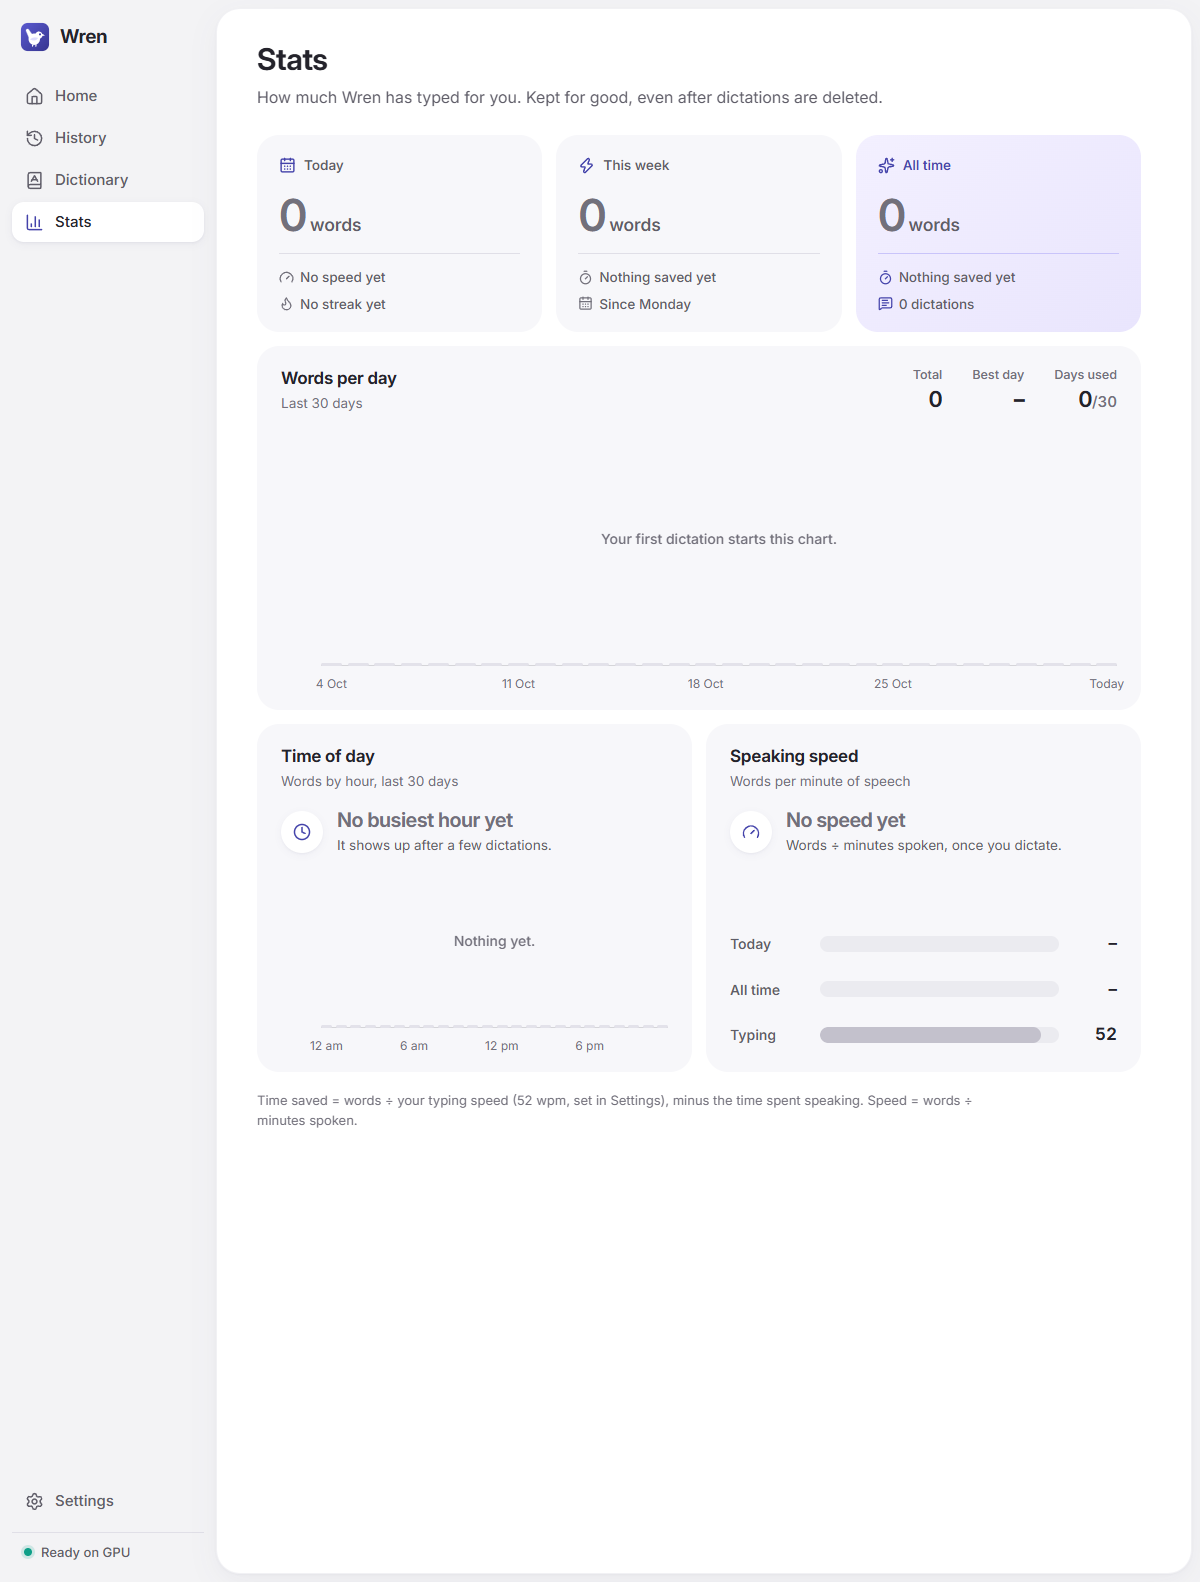 Wren
Home
History
Dictionary
Stats
Stats
How much Wren has typed for you. Kept for good, even after dictations are deleted.
Today
0 words
No speed yet
No streak yet
This week
0 words
Nothing saved yet
Since Monday
All time
0 words
Nothing saved yet
0 dictations
Words per day
Last 30 days
Total
0
Best day
–
Days used
0/30
Your first dictation starts this chart.
4 Oct
11 Oct
18 Oct
25 Oct
Today
Time of day
Words by hour, last 30 days
No busiest hour yet
It shows up after a few dictations.
Nothing yet.
12 am
6 am
12 pm
6 pm
Speaking speed
Words per minute of speech
No speed yet
Words ÷ minutes spoken, once you dictate.
Today –
All time –
Typing 52
Time saved = words ÷ your typing speed (52 wpm, set in Settings), minus the time spent speaking. Speed = words ÷
minutes spoken.
Settings
Ready on GPU